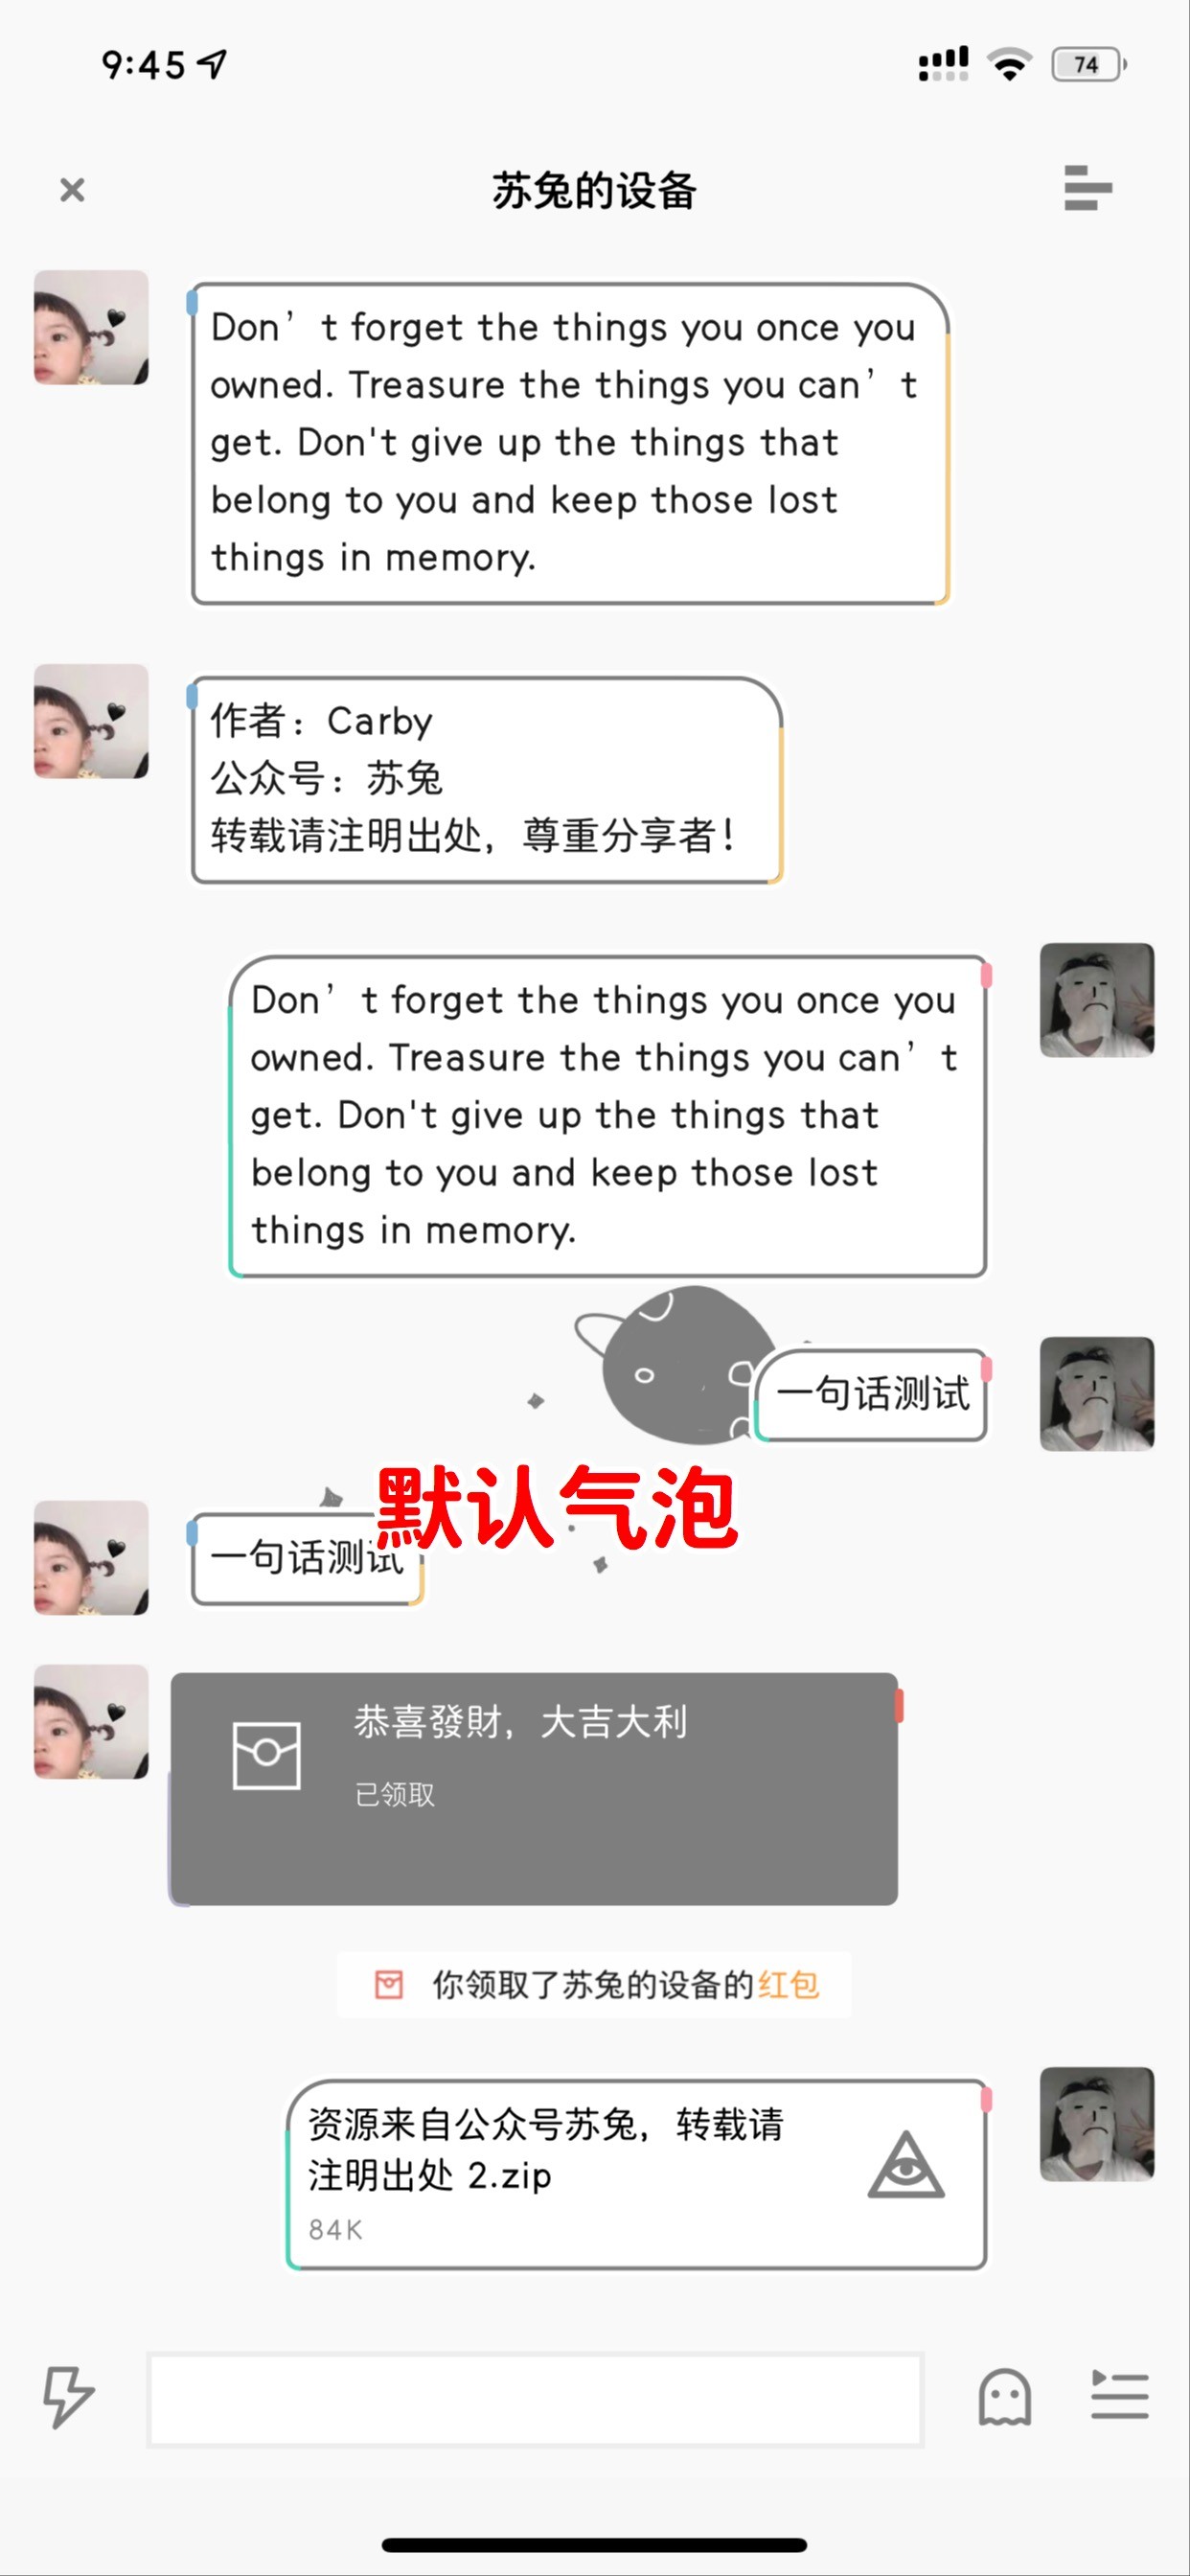 9:45
74
苏兔的设备
Don’t forget the things you once you
owned. Treasure the things you can’t
get. Don't give up the things that
belong to you and keep those lost
things in memory.
作者：Carby
公众号：苏兔
转载请注明出处，尊重分享者！
Don’t forget the things you once you
owned. Treasure the things you can’t
get. Don't give up the things that
belong to you and keep those lost
things in memory.
一句话测试
默认气泡
一句话测试
恭喜發財，大吉大利
已领取
你领取了苏兔的设备的红包
资源来自公众号苏兔，转载请
注明出处 2.zip
84K